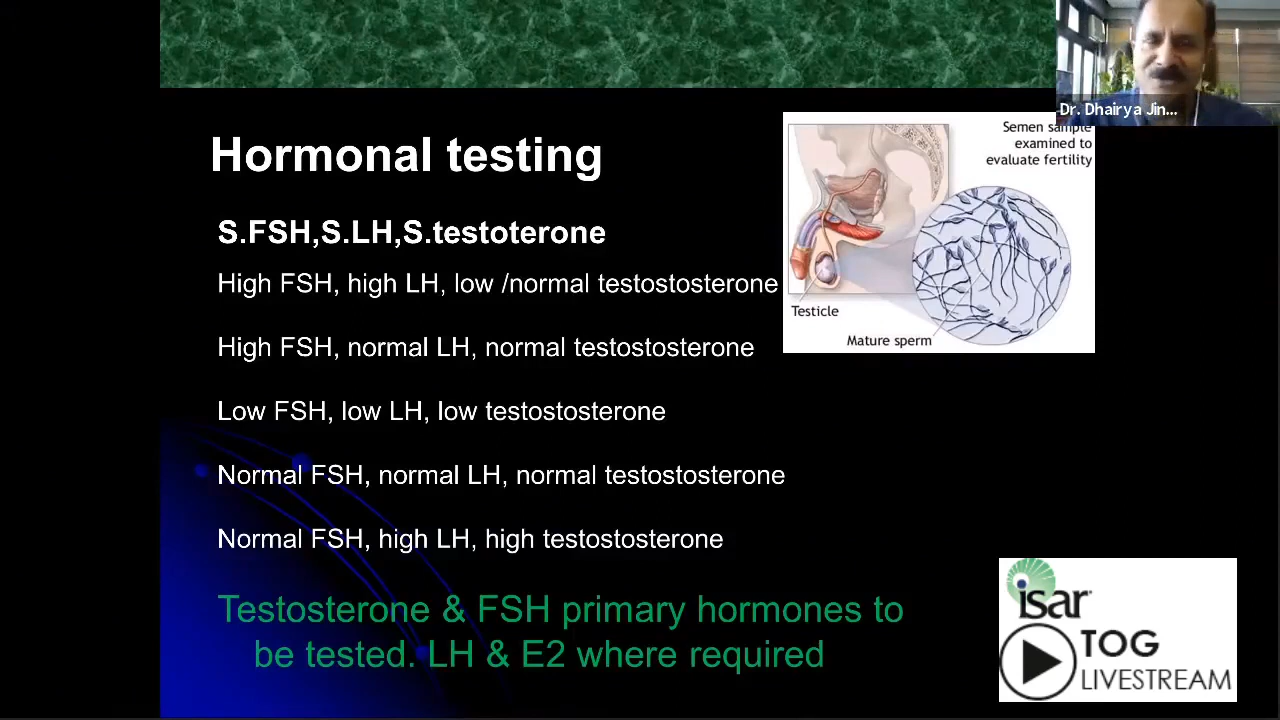 Dr. Dhairya Jin...
Semen sample
examined to
evaluate fertility
Hormonal testing
S.FSH,S.LH,S.testoterone
High FSH, high LH, low /normal testostosterone
Testicle
Mature sperm
High FSH, normal LH, normal testostosterone
Low FSH, low LH, low testostosterone
Normal FSH, normal LH, normal testostosterone
Normal FSH, high LH, high testostosterone
Testosterone & FSH primary hormones to
be tested. LH & E2 where required
isar
TOG
LIVESTREAM